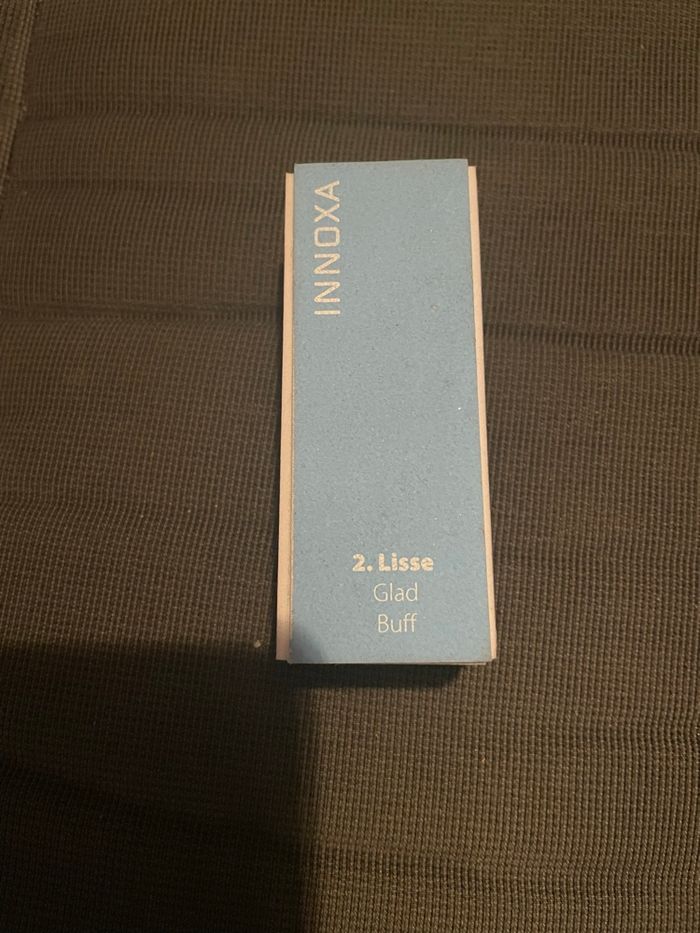 INNOXA
2. Lisse
Glad
Buff